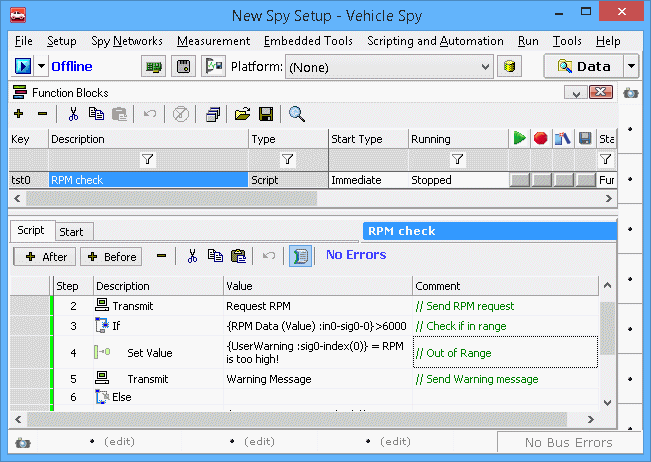 New Spy Setup - Vehicle Spy
File Setup Spy Networks Measurement Embedded Tools Scripting and Automation Run Tools Help
Offline Platform: (None) Data
Function Blocks
Key Description Type Start Type Running Sta
tst0 RPM check Script Immediate Stopped Fur
Script Start RPM check
After Before No Errors
Step Description Value Comment
2 Transmit Request RPM // Send RPM request
3 If {RPM Data (Value) :in0-sig0-0}>6000 // Check if in range
4 Set Value {UserWarning :sig0-index(0)} = RPM is too high! // Out of Range
5 Transmit Warning Message // Send Warning message
6 Else
(edit) (edit) (edit) No Bus Errors